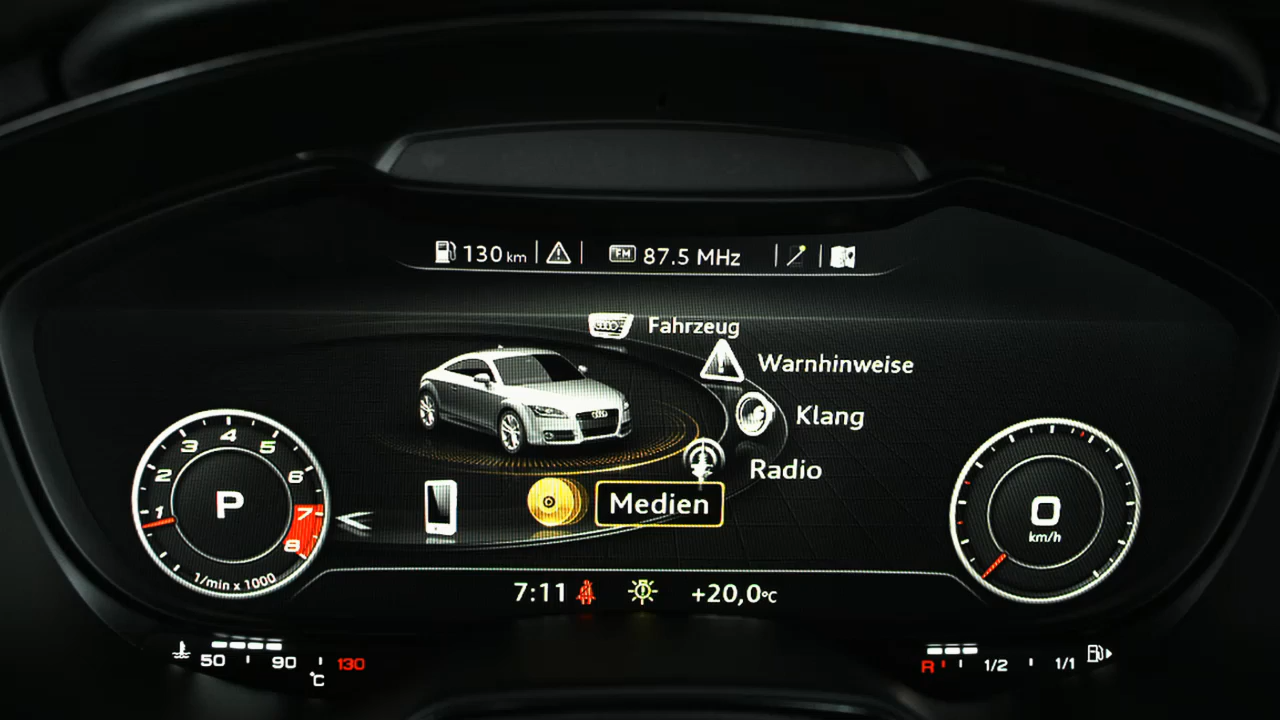 130 km
FM 87.5 MHz
Fahrzeug
Warnhinweise
Klang
Radio
Medien
1 2 3 4 5 6 7 8
P
1/min x 1000
0
km/h
7:11
+20,0°C
50 90 130
°C
R 1/2 1/1